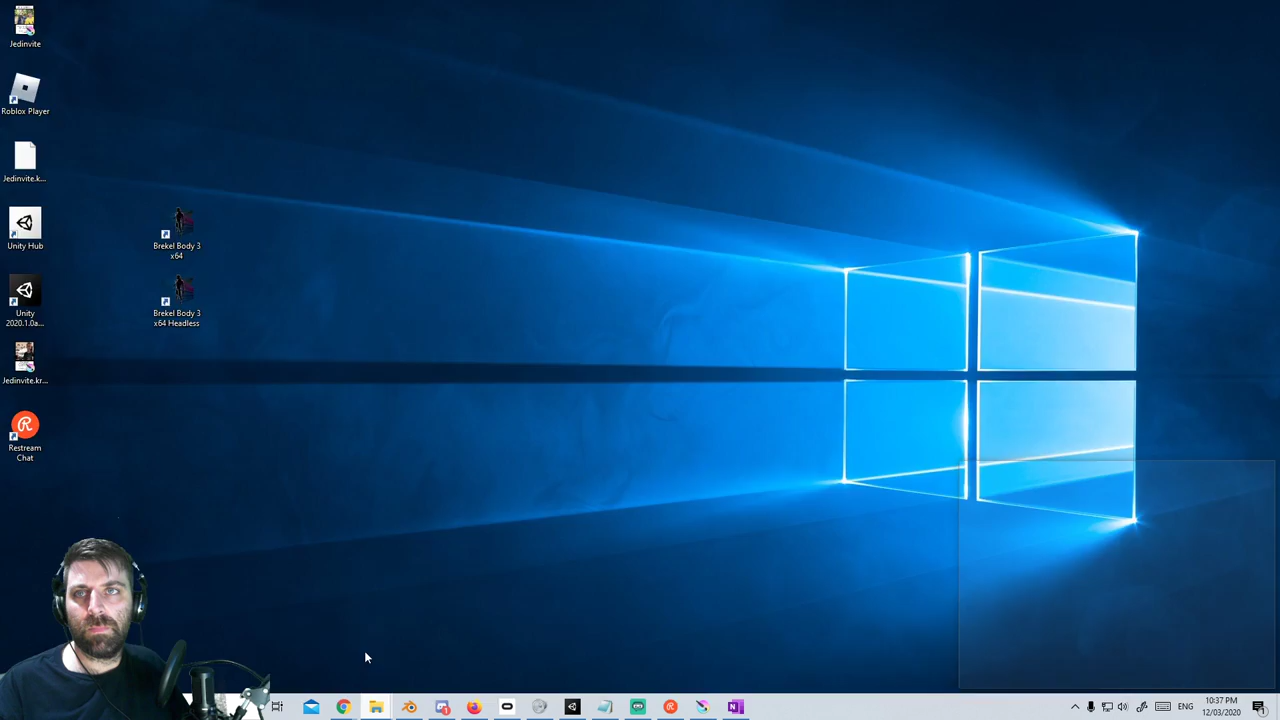 Jedinvite
Roblox Player
Jedinvite.k...
Unity Hub
Unity
2020.1.0a...
Jedinvite.kr...
Restream
Chat
Brekel Body 3
x64
Brekel Body 3
x64 Headless
ENG
10:37 PM
12/03/2020